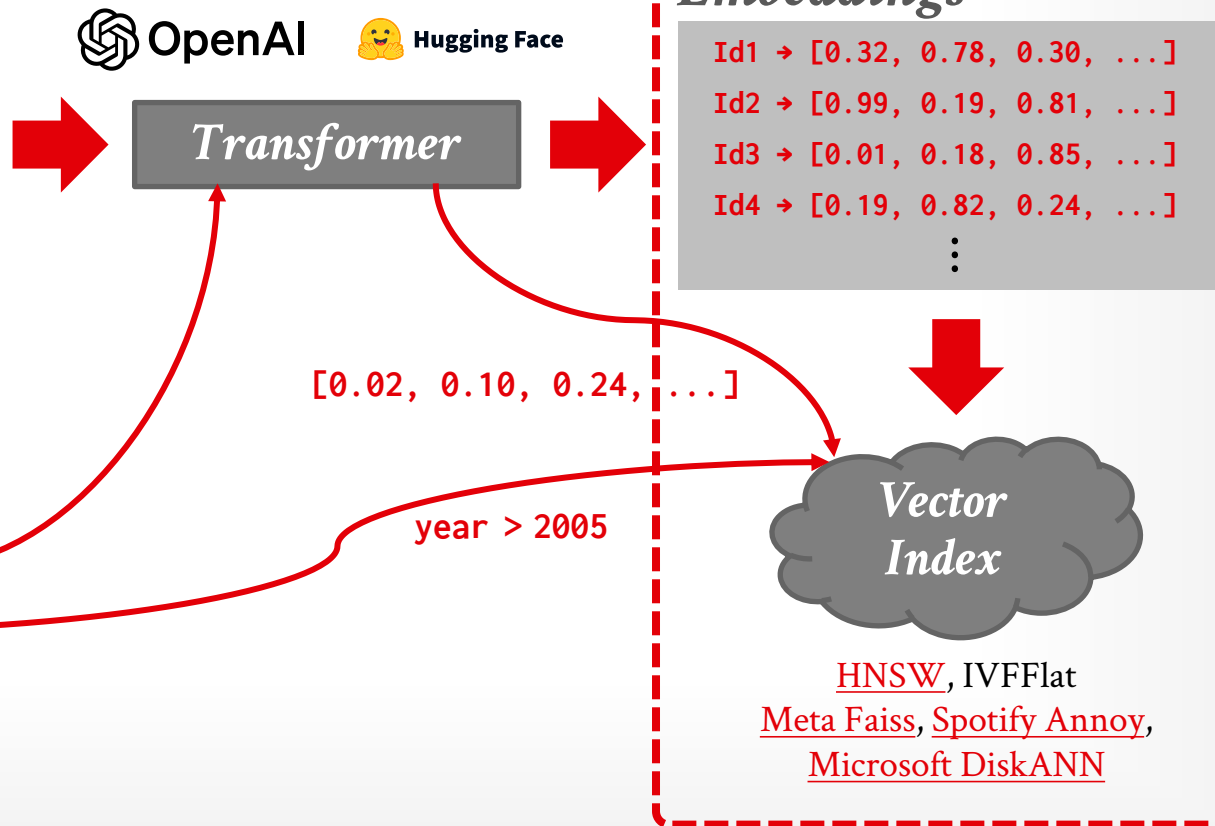 Embeddings
OpenAI
Hugging Face
Transformer
Id1 → [0.32, 0.78, 0.30, ...]
Id2 → [0.99, 0.19, 0.81, ...]
Id3 → [0.01, 0.18, 0.85, ...]
Id4 → [0.19, 0.82, 0.24, ...]
⋮
[0.02, 0.10, 0.24, ...]
year > 2005
Vector
Index
HNSW, IVFFlat
Meta Faiss, Spotify Annoy,
Microsoft DiskANN